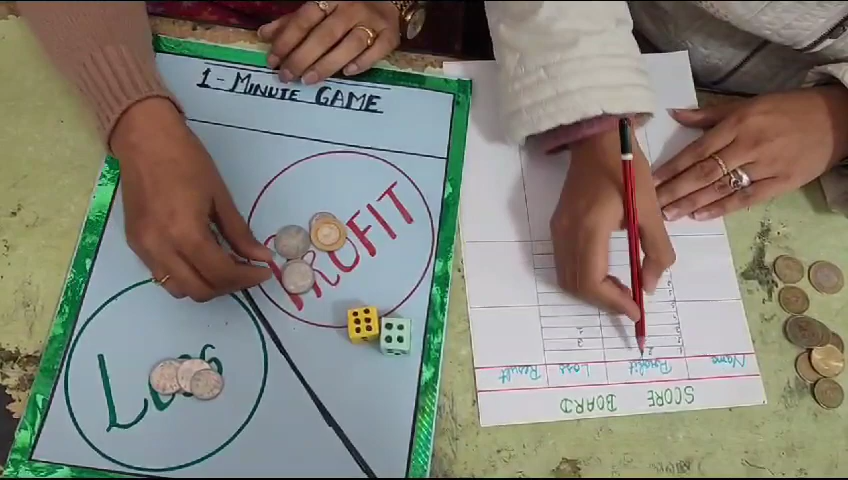 1-MINUTE GAME
PROFIT
Loss
SCORE BOARD
Name Profit Loss Result